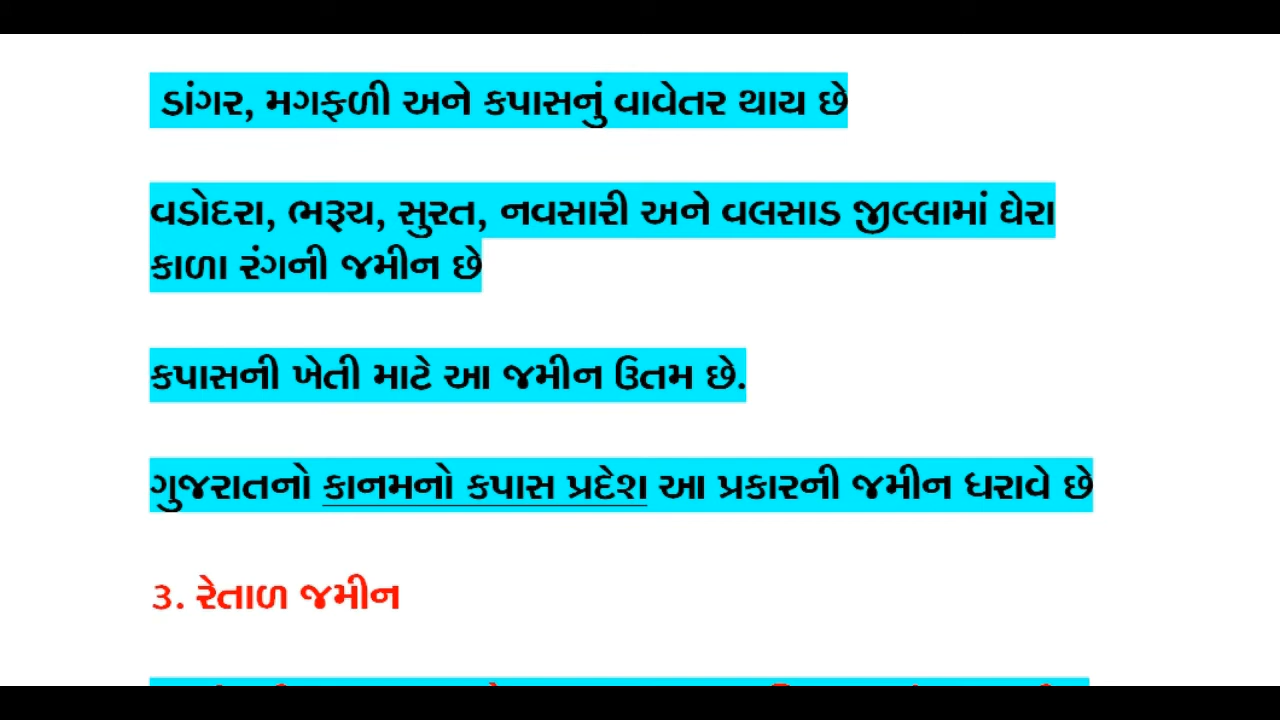 ડાંગર, મગફળી અને કપાસનું વાવેતર થાય છે
વડોદરા, ભરૂચ, સુરત, નવસારી અને વલસાડ જીલ્લામાં ઘેરા
કાળા રંગની જમીન છે
કપાસની ખેતી માટે આ જમીન ઉતમ છે.
ગુજરાતનો કાનમનો કપાસ પ્રદેશ આ પ્રકારની જમીન ધરાવે છે
૩. રેતાળ જમીન